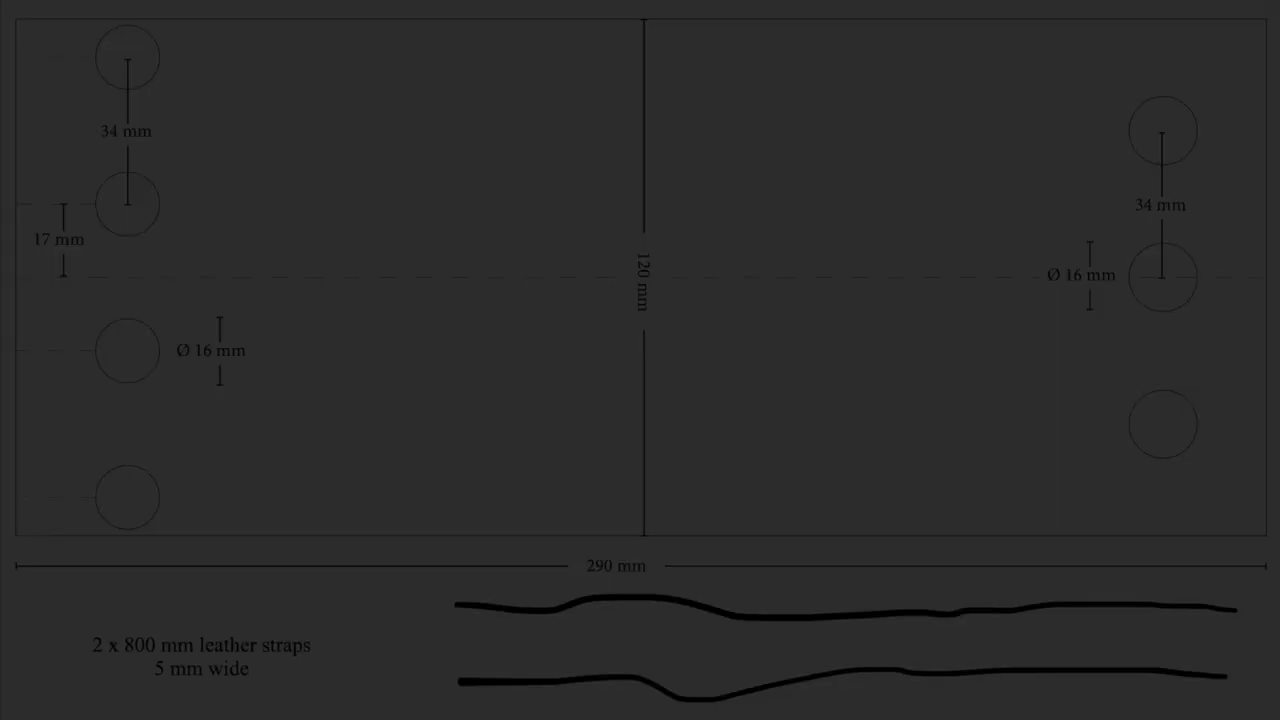 34 mm
34 mm
17 mm
120 mm
Ø 16 mm
Ø 16 mm
290 mm
2 x 800 mm leather straps
5 mm wide